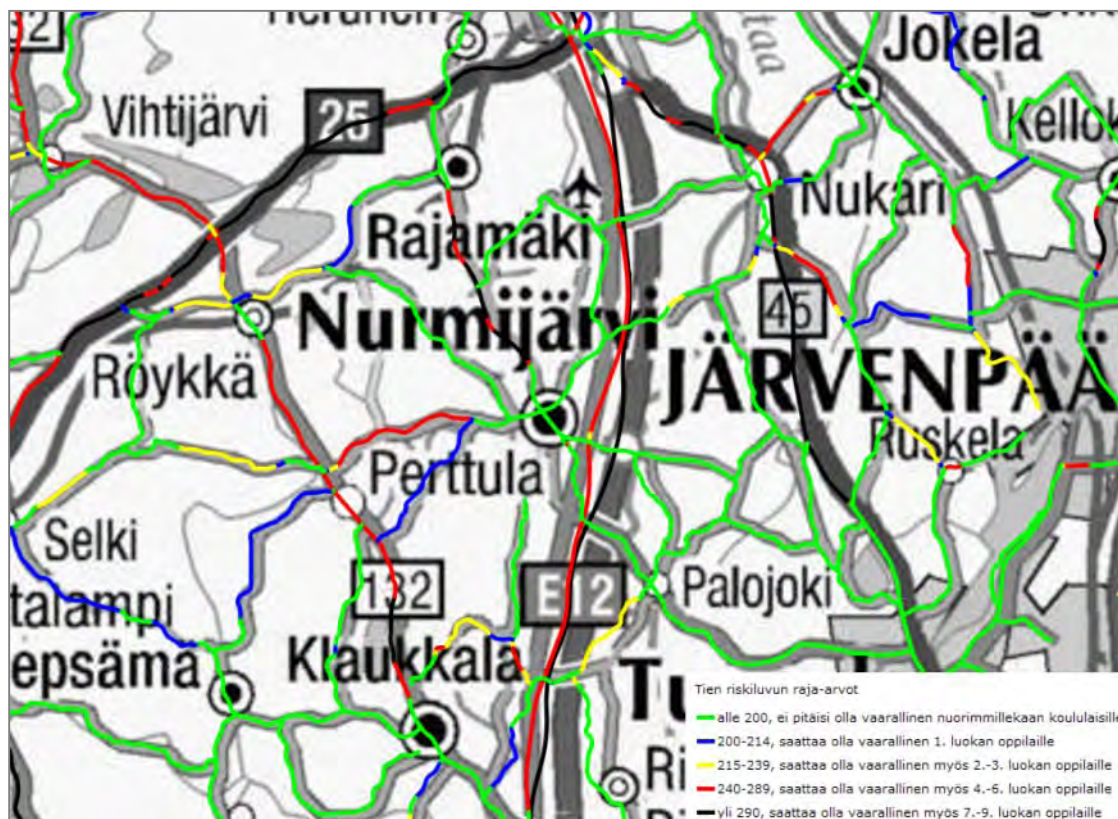 Jokela
Vihtijärvi
25
Nukari
Rajamäki
Nurmijärvi
45
Röykkä
JÄRVENPÄÄ
Ruskela
Perttula
Selki
132
E12
Palojoki
talampi
epsämä
Klaukkala
Tien riskiluvun raja-arvot
alle 200, ei pitäisi olla vaarallinen nuorimmillekaan koululaisille
200-214, saattaa olla vaarallinen 1. luokan oppilaille
215-239, saattaa olla vaarallinen myös 2.-3. luokan oppilaille
240-289, saattaa olla vaarallinen myös 4.-6. luokan oppilaille
yli 290, saattaa olla vaarallinen myös 7.-9. luokan oppilaille